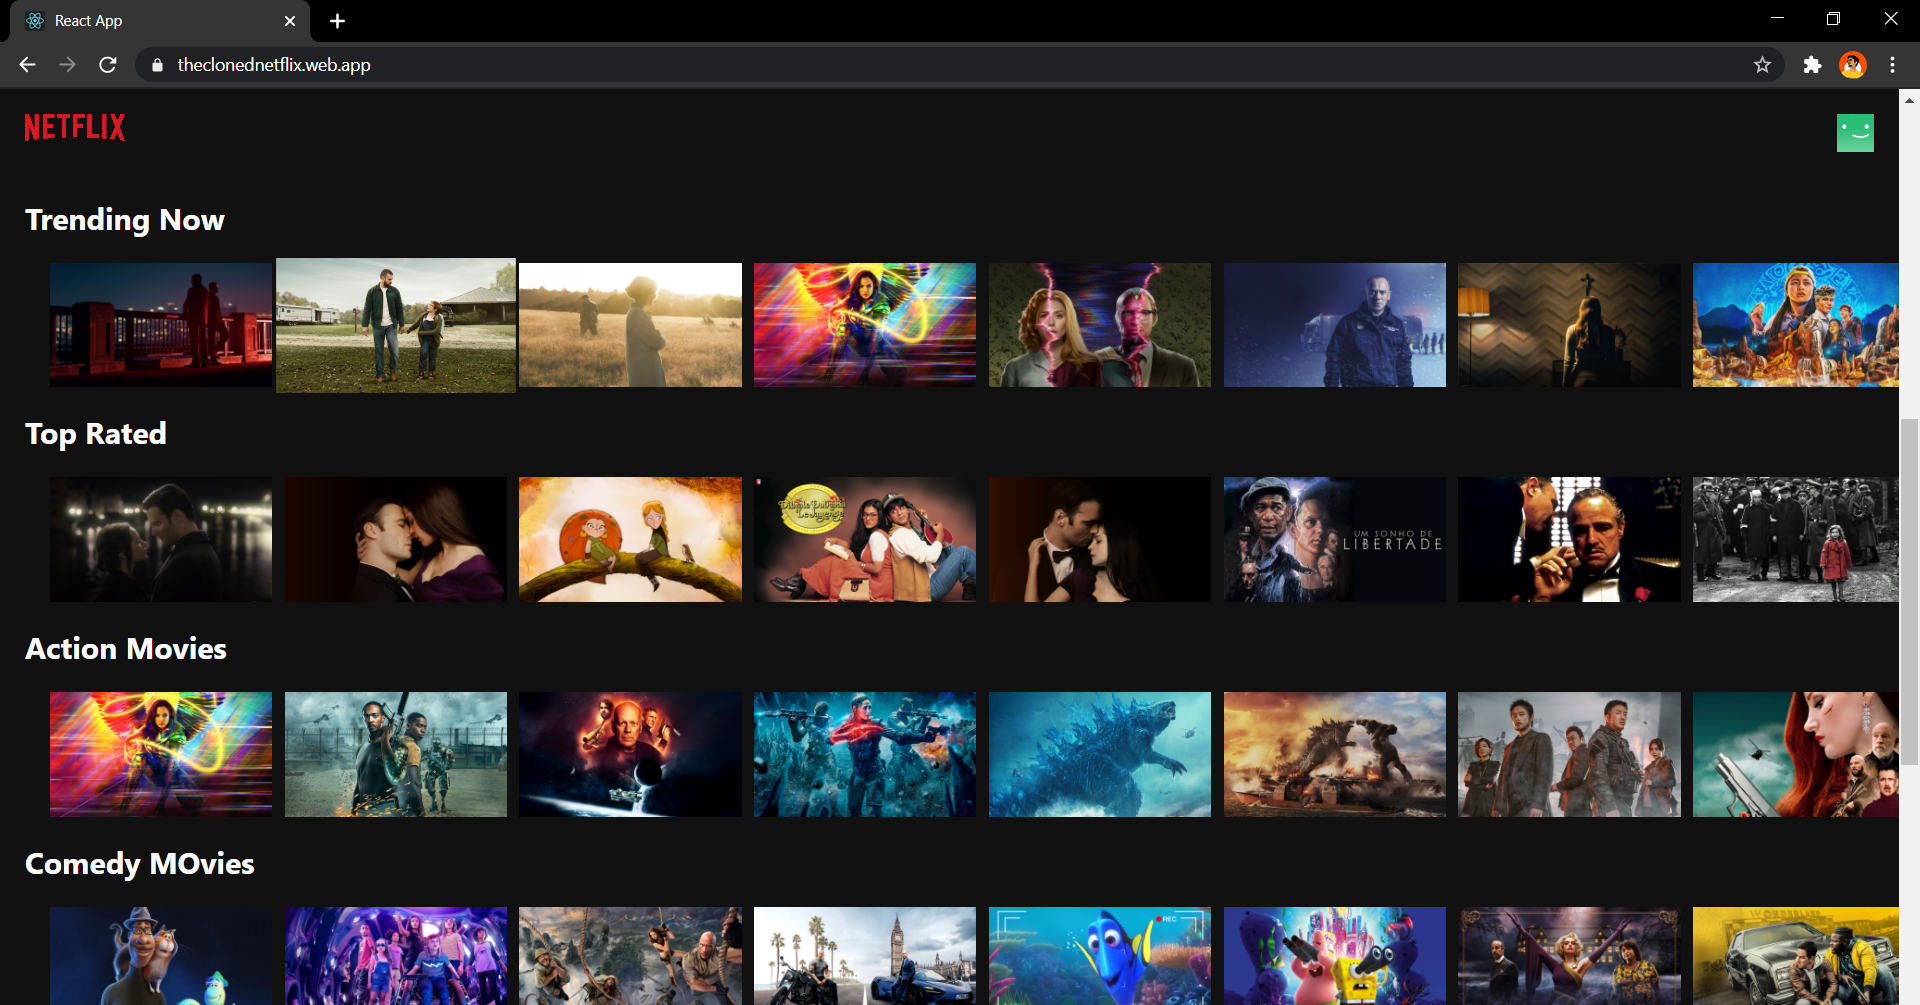 React App
theclonednetflix.web.app
NETFLIX
Trending Now
Top Rated
Dilwale Dulhania
Le Jayenge
UM SONHO DE
LIBERTADE
Action Movies
Comedy MOvies
REC